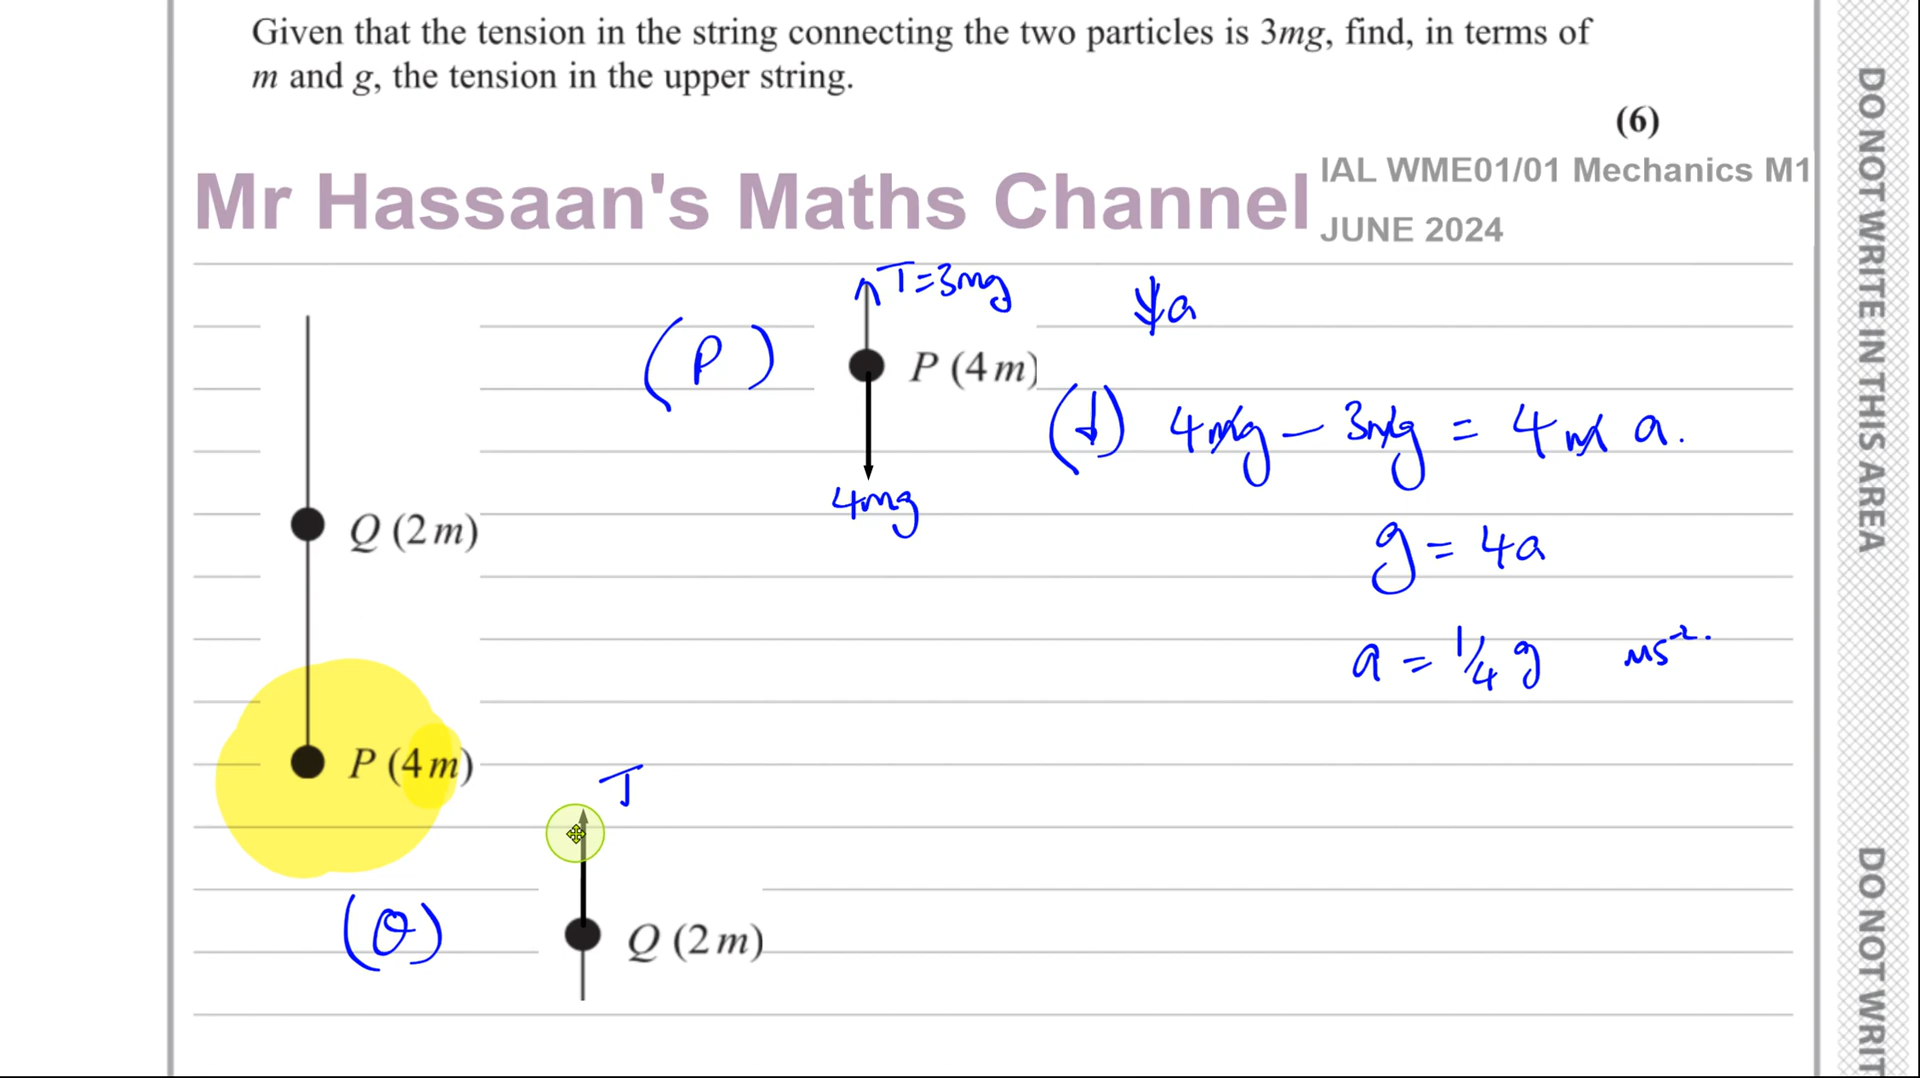 Given that the tension in the string connecting the two particles is 3mg, find, in terms of
m and g, the tension in the upper string.
(6)
Mr Hassaan's Maths Channel
IAL WME01/01 Mechanics M1
JUNE 2024
T=3mg
↓a
(P)
P (4m)
(↓) 4mg - 3mg = 4m a.
4mg
Q (2m)
g = 4a
a = 1/4 g ms⁻².
P (4m)
T
(Q)
Q (2m)
DO NOT WRITE IN THIS AREA
DO NOT WRIT